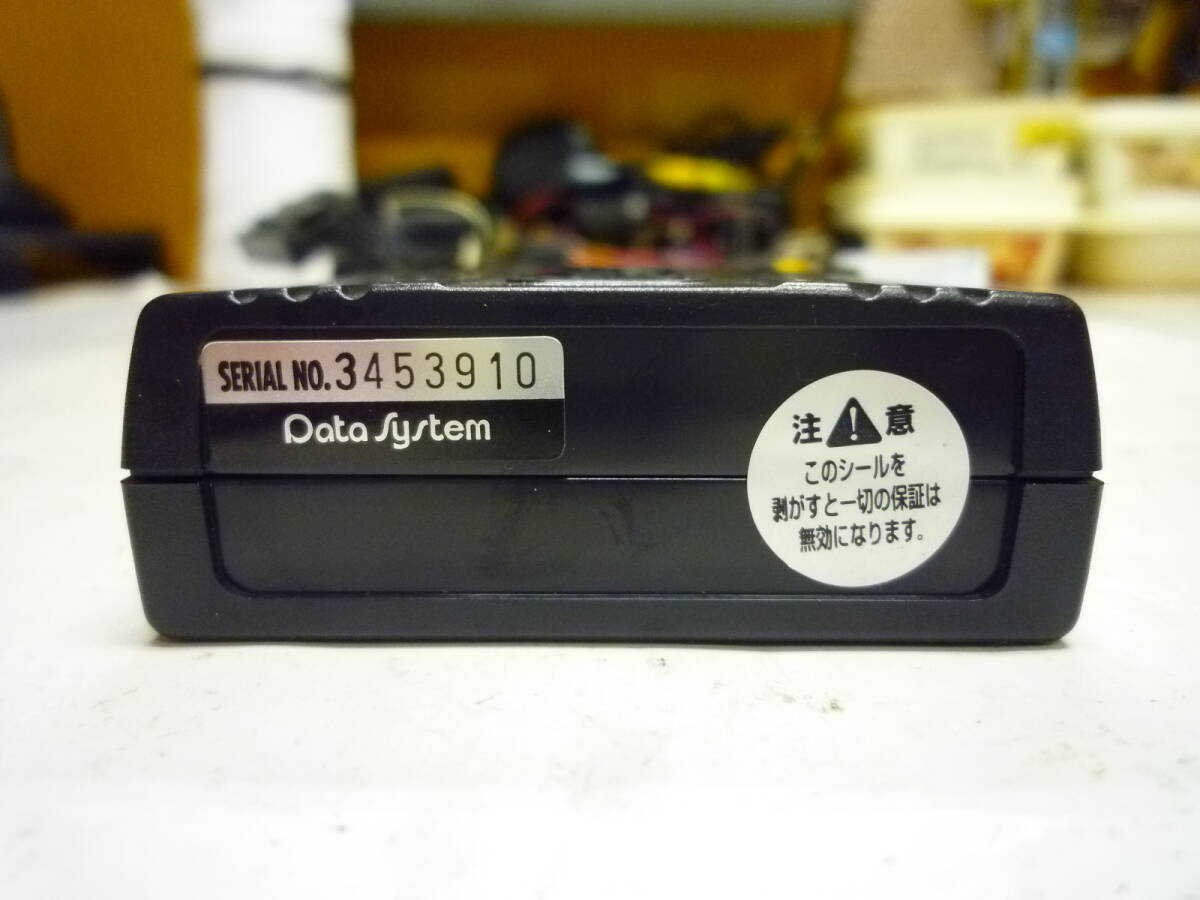 SERIAL NO. 3453910
Data System
注意
このシールを
剥がすと一切の保証は
無効になります。